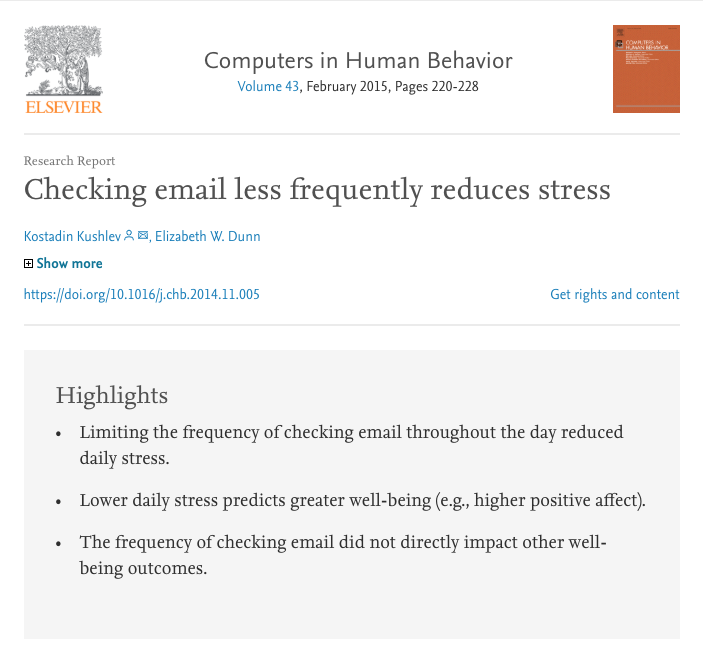 ELSEVIER
Computers in Human Behavior
Volume 43, February 2015, Pages 220-228
COMPUTERS IN
HUMAN BEHAVIOR
Research Report
Checking email less frequently reduces stress
Kostadin Kushlev, Elizabeth W. Dunn
Show more
https://doi.org/10.1016/j.chb.2014.11.005
Get rights and content
Highlights
• Limiting the frequency of checking email throughout the day reduced
daily stress.
• Lower daily stress predicts greater well-being (e.g., higher positive affect).
• The frequency of checking email did not directly impact other well-
being outcomes.